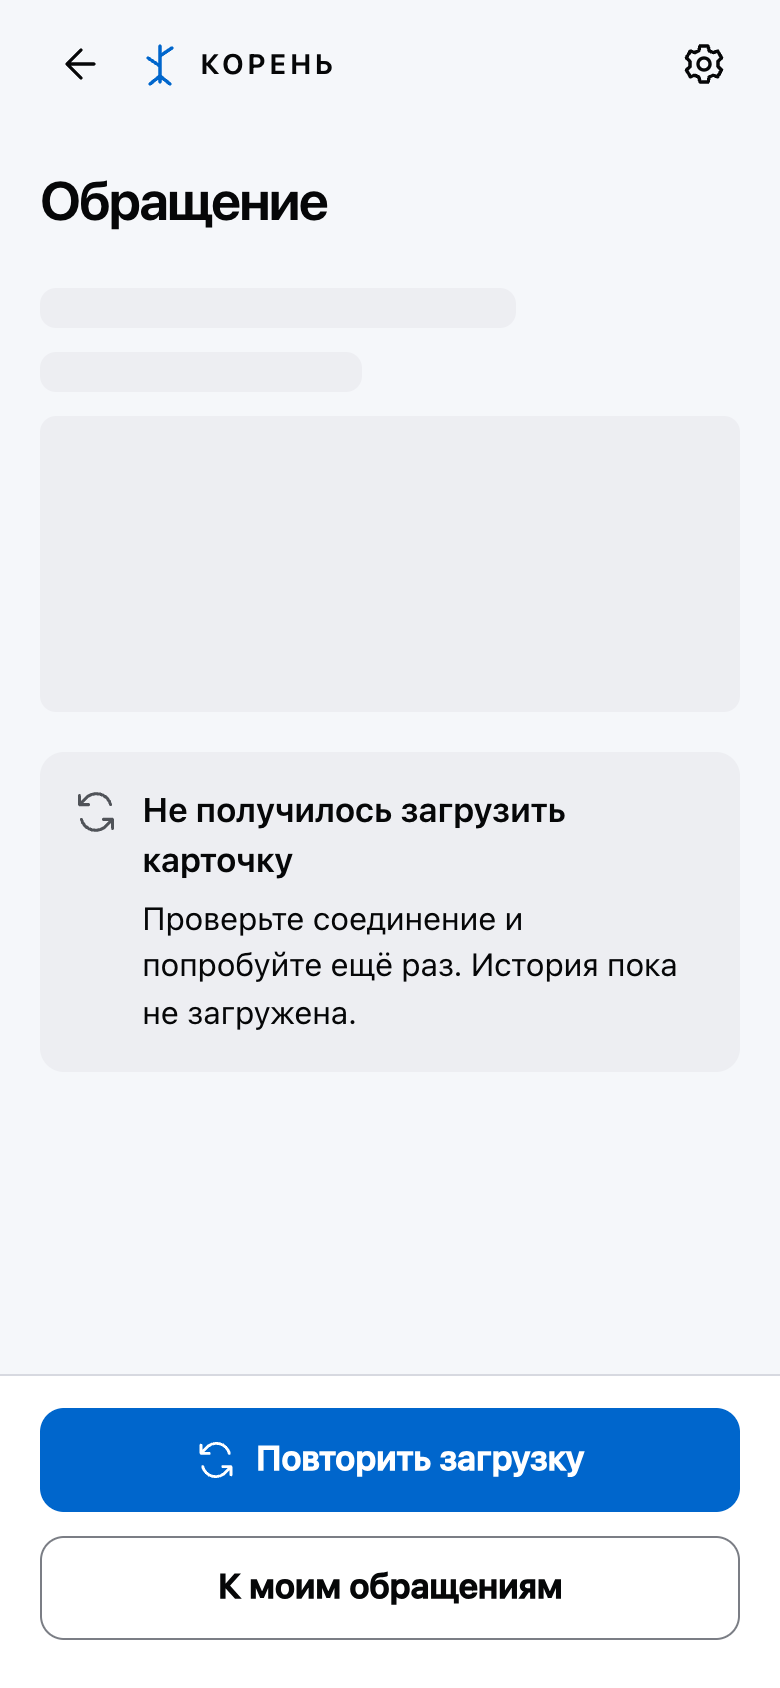 КОРЕНЬ
Обращение
Не получилось загрузить
карточку
Проверьте соединение и
попробуйте ещё раз. История пока
не загружена.
Повторить загрузку
К моим обращениям